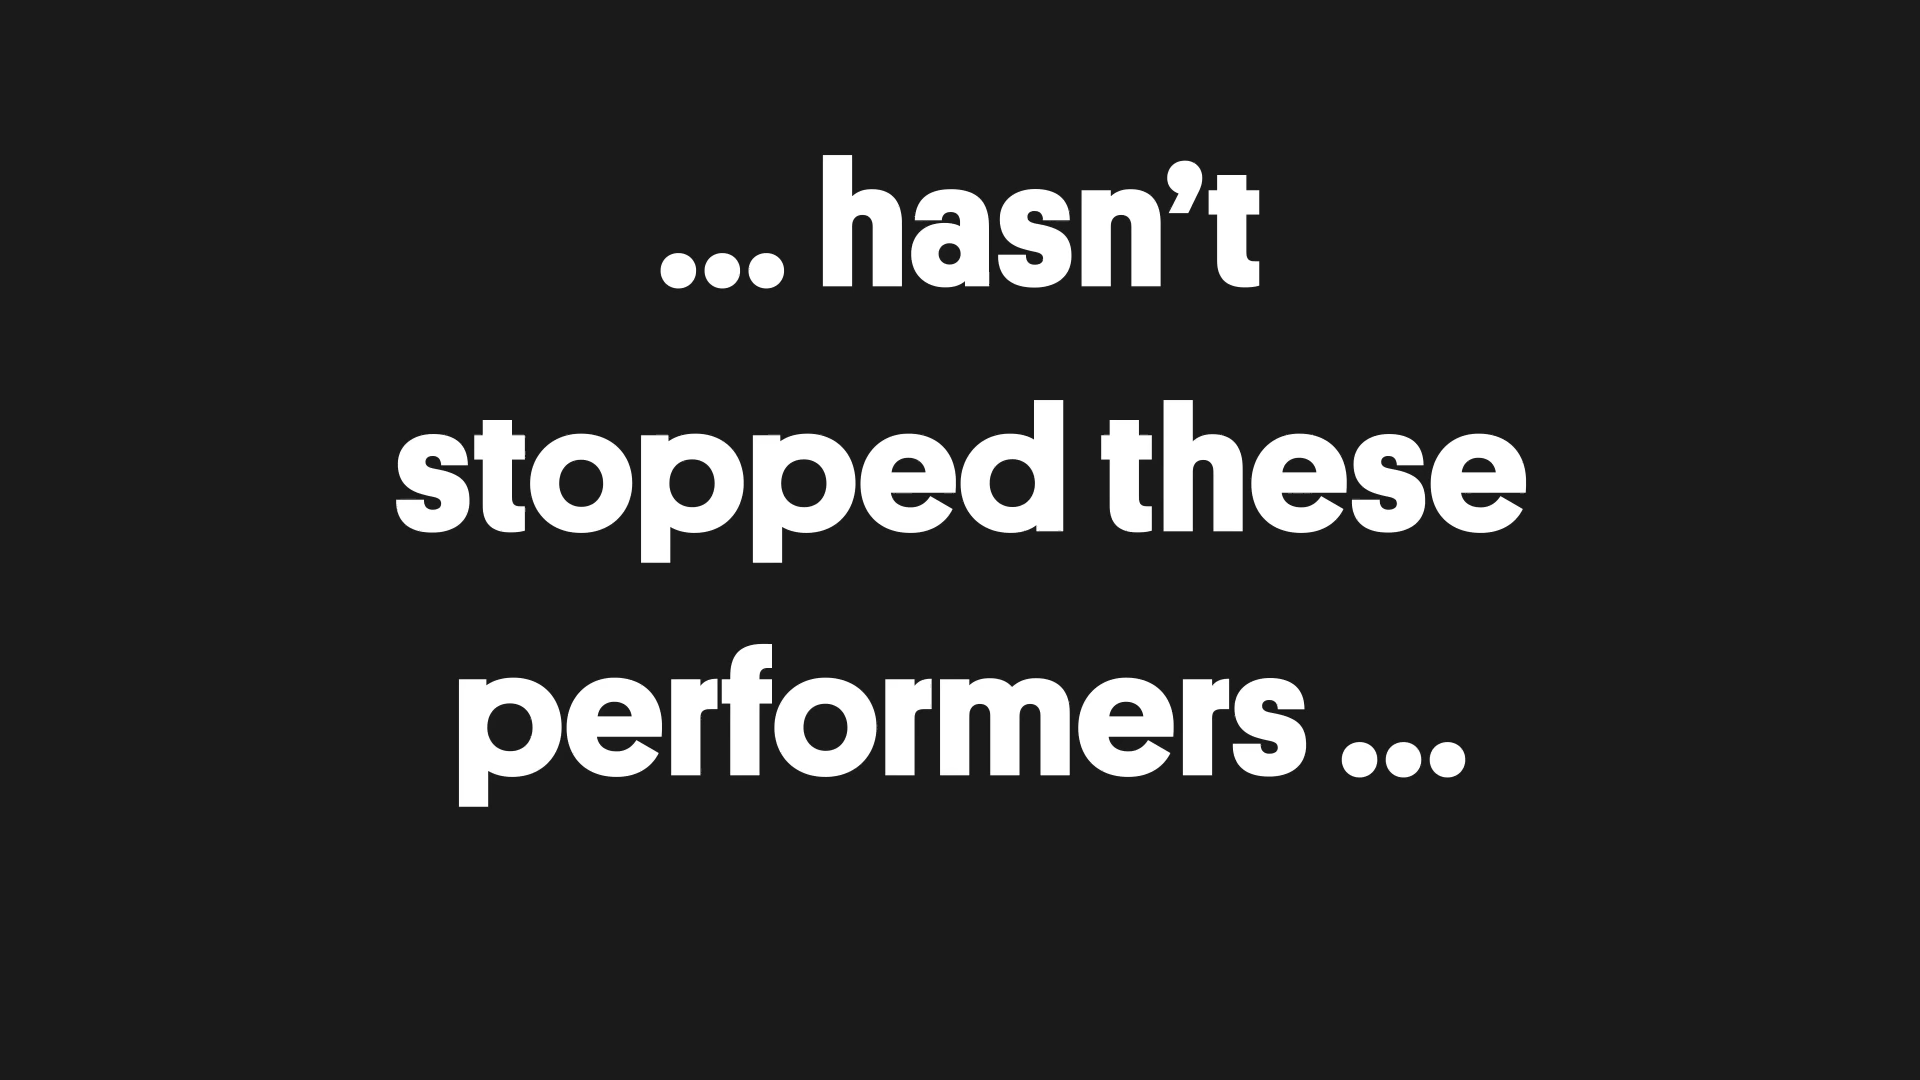 ... hasn’t
stopped these
performers ...